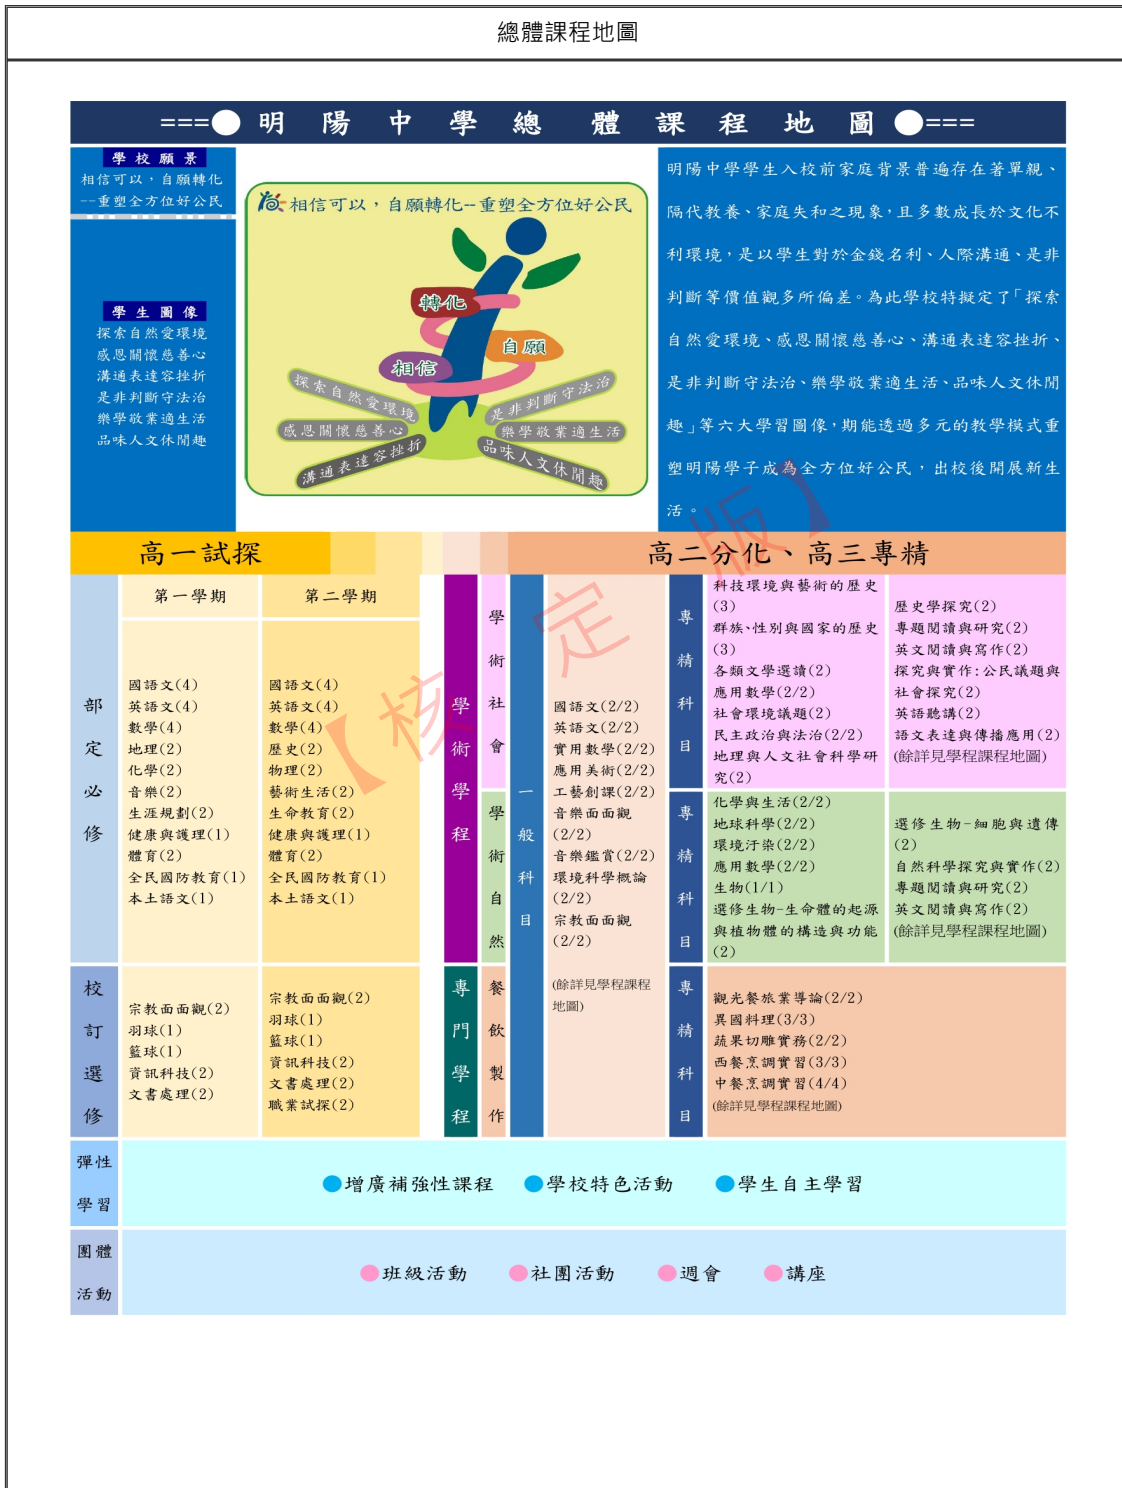 總體課程地圖
===●明陽中學總體課程地圖●===
學校願景
相信可以，自願轉化
--重塑全方位好公民
學生圖像
探索自然愛環境
感恩關懷慈善心
溝通表達容挫折
是非判斷守法治
樂學敬業適生活
品味人文休閒趣
相信可以，自願轉化--重塑全方位好公民
轉化
自願
相信
探索自然愛環境
感恩關懷慈善心
溝通表達容挫折
是非判斷守法治
樂學敬業適生活
品味人文休閒趣
明陽中學學生入校前家庭背景普遍存在著單親、
隔代教養、家庭失和之現象，且多數成長於文化不
利環境，是以學生對於金錢名利、人際溝通、是非
判斷等價值觀多所偏差。為此學校特擬定了「探索
自然愛環境、感恩關懷慈善心、溝通表達容挫折、
是非判斷守法治、樂學敬業適生活、品味人文休閒
趣」等六大學習圖像，期能透過多元的教學模式重
塑明陽學子成為全方位好公民，出校後開展新生
活。
高一試探
高二分化、高三專精
部定必修
第一學期
國語文(4)
英語文(4)
數學(4)
地理(2)
化學(2)
音樂(2)
生涯規劃(2)
健康與護理(1)
體育(2)
全民國防教育(1)
本土語文(1)
第二學期
國語文(4)
英語文(4)
數學(4)
歷史(2)
物理(2)
藝術生活(2)
生命教育(2)
健康與護理(1)
體育(2)
全民國防教育(1)
本土語文(1)
校訂選修
宗教面面觀(2)
羽球(1)
籃球(1)
資訊科技(2)
文書處理(2)
宗教面面觀(2)
羽球(1)
籃球(1)
資訊科技(2)
文書處理(2)
職業試探(2)
學術學程
學術社會
學術自然
專門學程
餐飲製作
一般科目
國語文(2/2)
英語文(2/2)
實用數學(2/2)
應用美術(2/2)
工藝創課(2/2)
音樂面面觀
(2/2)
音樂鑑賞(2/2)
環境科學概論
(2/2)
宗教面面觀
(2/2)
(餘詳見學程課程
地圖)
專精科目
科技環境與藝術的歷史
(3)
群族、性別與國家的歷史
(3)
各類文學選讀(2)
應用數學(2/2)
社會環境議題(2)
民主政治與法治(2/2)
地理與人文社會科學研
究(2)
歷史學探究(2)
專題閱讀與研究(2)
英文閱讀與寫作(2)
探究與實作:公民議題與
社會探究(2)
英語聽講(2)
語文表達與傳播應用(2)
(餘詳見學程課程地圖)
專精科目
化學與生活(2/2)
地球科學(2/2)
環境汙染(2/2)
應用數學(2/2)
生物(1/1)
選修生物-生命體的起源
與植物體的構造與功能
(2)
選修生物-細胞與遺傳
(2)
自然科學探究與實作(2)
專題閱讀與研究(2)
英文閱讀與寫作(2)
(餘詳見學程課程地圖)
專精科目
觀光餐旅業導論(2/2)
異國料理(3/3)
蔬果切雕實務(2/2)
西餐烹調實習(3/3)
中餐烹調實習(4/4)
(餘詳見學程課程地圖)
彈性
學習
●增廣補強性課程 ●學校特色活動 ●學生自主學習
團體
活動
●班級活動 ●社團活動 ●週會 ●講座
【核定版】